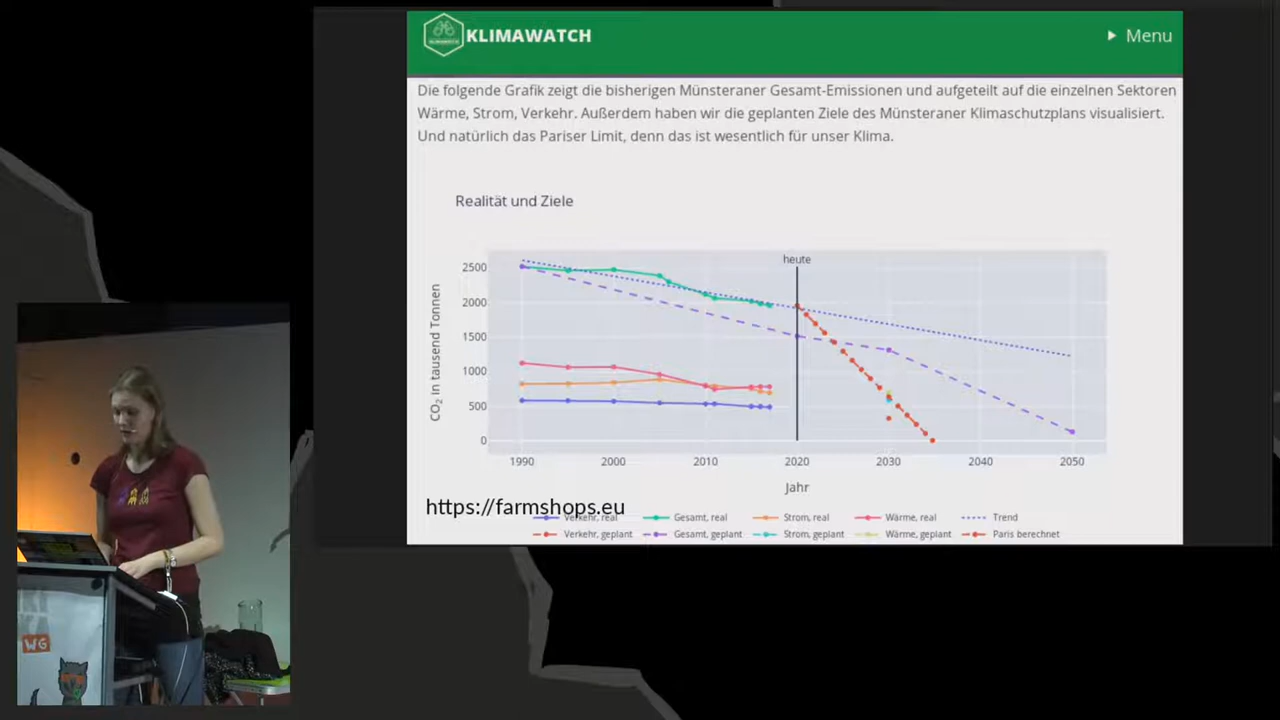 KLIMAWATCH
Menu
Die folgende Grafik zeigt die bisherigen Münsteraner Gesamt-Emissionen und aufgeteilt auf die einzelnen Sektoren
Wärme, Strom, Verkehr. Außerdem haben wir die geplanten Ziele des Münsteraner Klimaschutzplans visualisiert.
Und natürlich das Pariser Limit, denn das ist wesentlich für unser Klima.
Realität und Ziele
heute
CO₂ in tausend Tonnen
2500
2000
1500
1000
500
0
1990 2000 2010 2020 2030 2040 2050
Jahr
https://farmshops.eu
Verkehr, real Gesamt, real Strom, real Wärme, real Trend
Verkehr, geplant Gesamt, geplant Strom, geplant Wärme, geplant Paris berechnet
WG